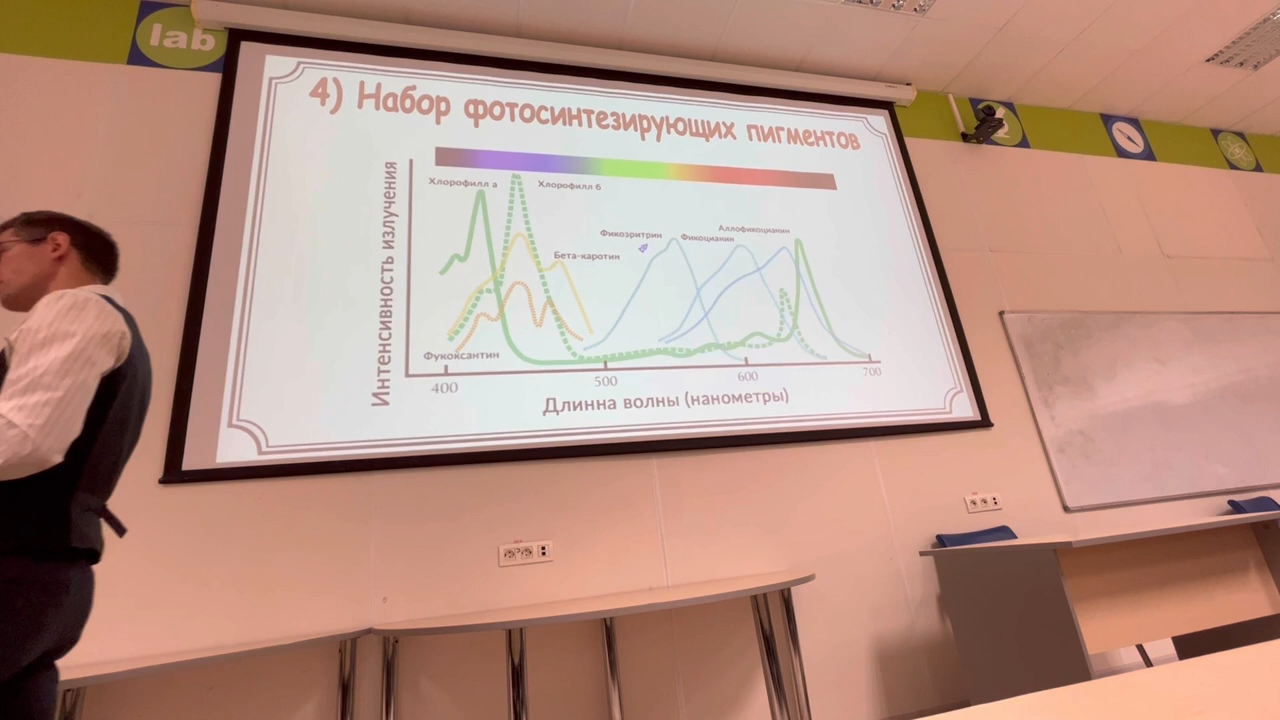 lab
4) Набор фотосинтезирующих пигментов
Интенсивность излучения
Хлорофилл а
Хлорофилл б
Бета-каротин
Фикоэритрин
Фикоцианин
Аллофикоцианин
Фукоксантин
400
500
600
700
Длинна волны (нанометры)